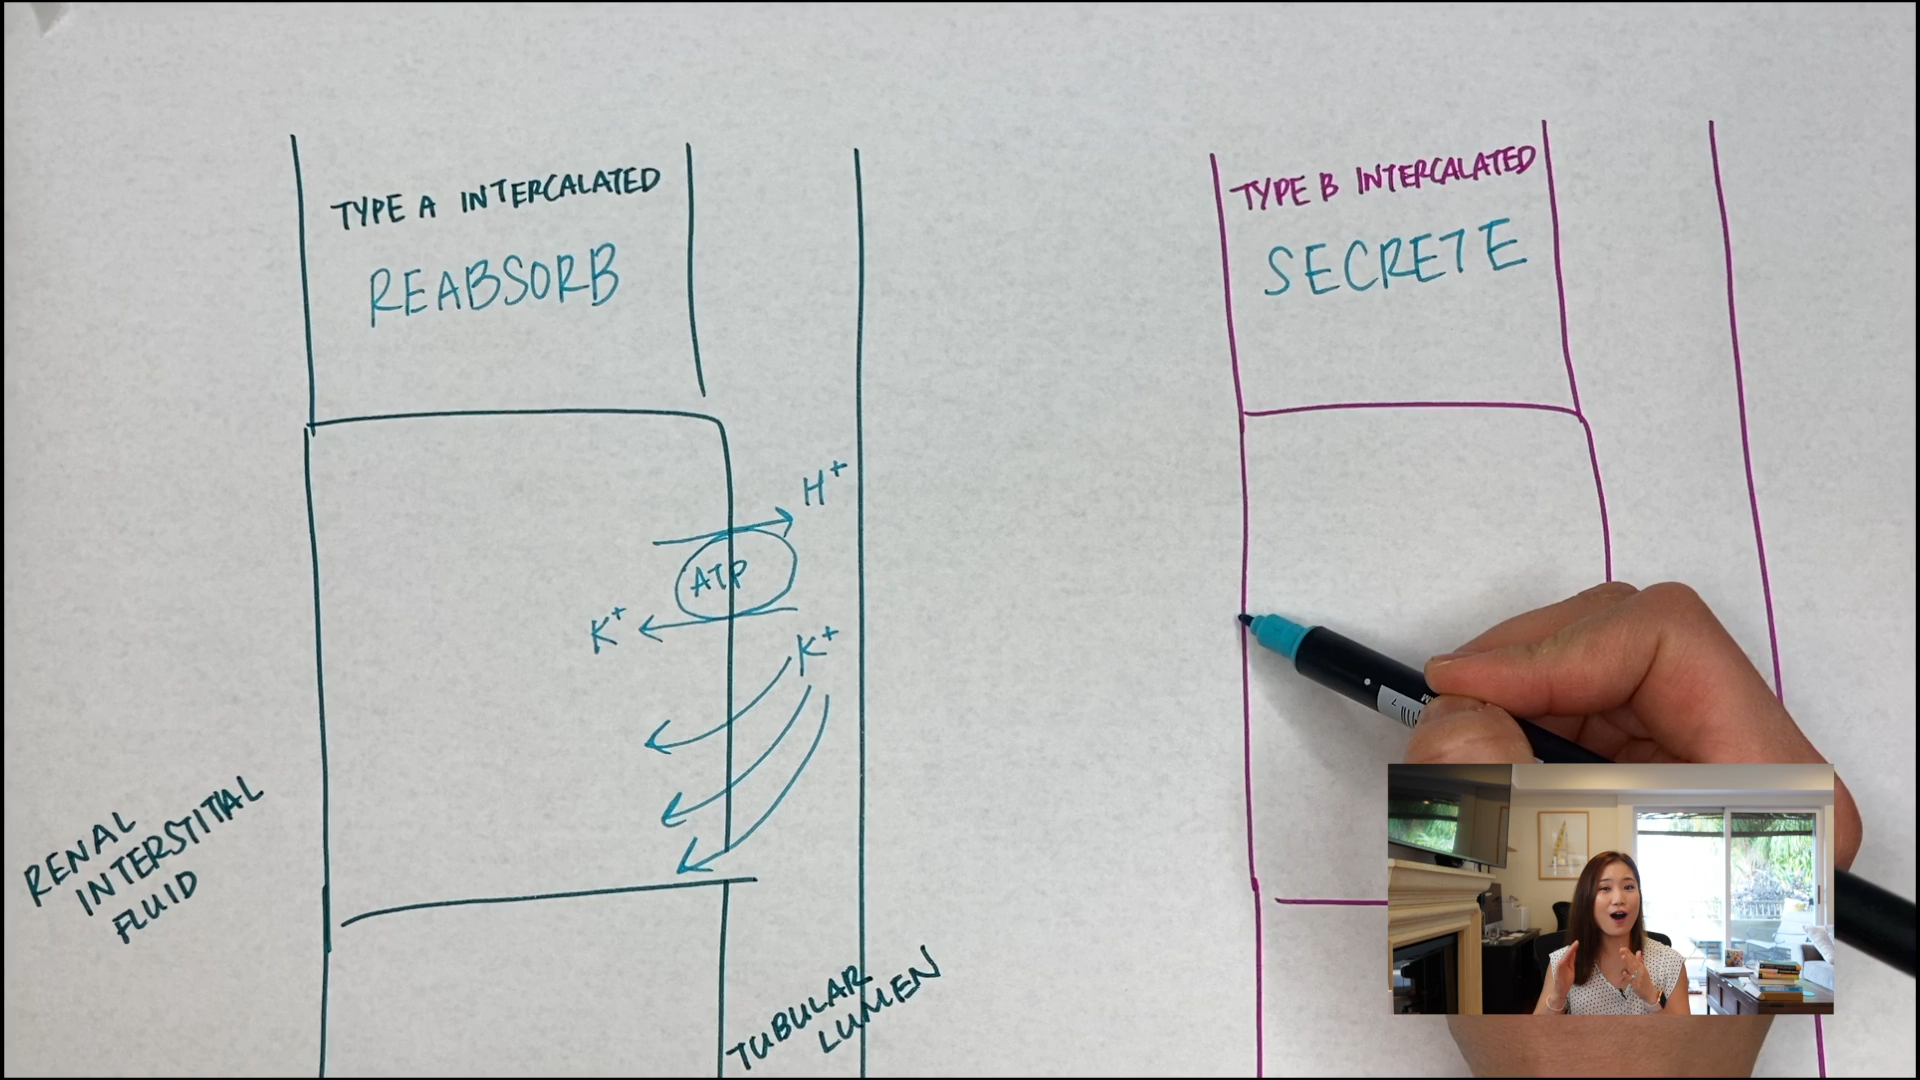 TYPE A INTERCALATED
REABSORB
H+
ATP
K+
K+
RENAL
INTERSTITIAL
FLUID
TUBULAR
LUMEN
TYPE B INTERCALATED
SECRETE